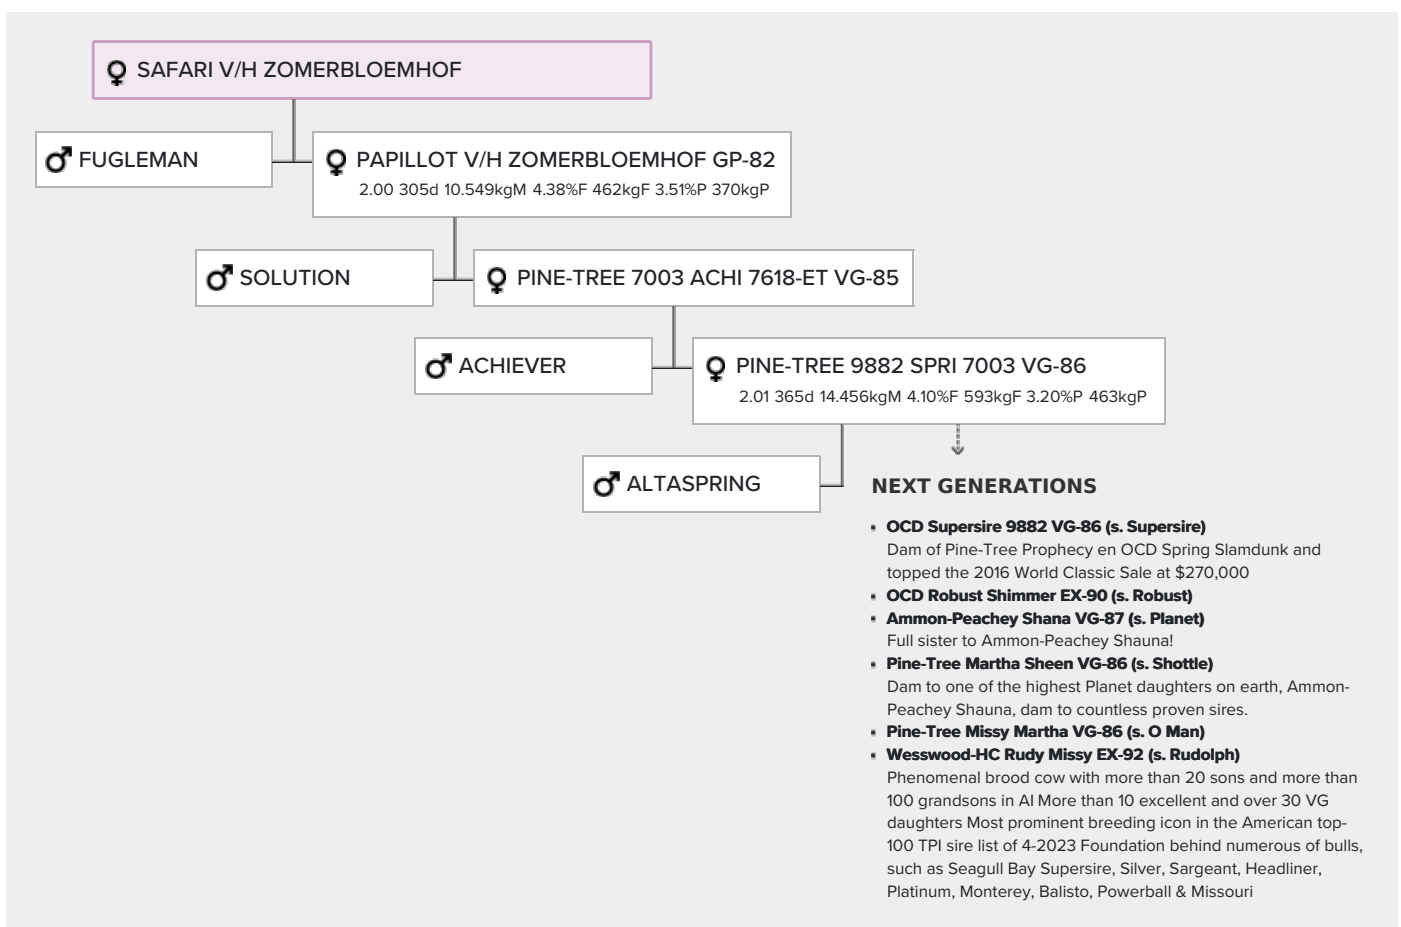 SAFARI V/H ZOMERBLOEMHOF
FUGLEMAN
PAPILLOT V/H ZOMERBLOEMHOF GP-82
2.00 305d 10.549kgM 4.38%F 462kgF 3.51%P 370kgP
SOLUTION
PINE-TREE 7003 ACHI 7618-ET VG-85
ACHIEVER
PINE-TREE 9882 SPRI 7003 VG-86
2.01 365d 14.456kgM 4.10%F 593kgF 3.20%P 463kgP
ALTASPRING
NEXT GENERATIONS
OCD Supersire 9882 VG-86 (s. Supersire)
Dam of Pine-Tree Prophecy en OCD Spring Slamdunk and
topped the 2016 World Classic Sale at $270,000
OCD Robust Shimmer EX-90 (s. Robust)
Ammon-Peachey Shana VG-87 (s. Planet)
Full sister to Ammon-Peachey Shauna!
Pine-Tree Martha Sheen VG-86 (s. Shottle)
Dam to one of the highest Planet daughters on earth, Ammon-
Peachey Shauna, dam to countless proven sires.
Pine-Tree Missy Martha VG-86 (s. O Man)
Wesswood-HC Rudy Missy EX-92 (s. Rudolph)
Phenomenal brood cow with more than 20 sons and more than
100 grandsons in AI More than 10 excellent and over 30 VG
daughters Most prominent breeding icon in the American top-
100 TPI sire list of 4-2023 Foundation behind numerous of bulls,
such as Seagull Bay Supersire, Silver, Sargeant, Headliner,
Platinum, Monterey, Balisto, Powerball & Missouri